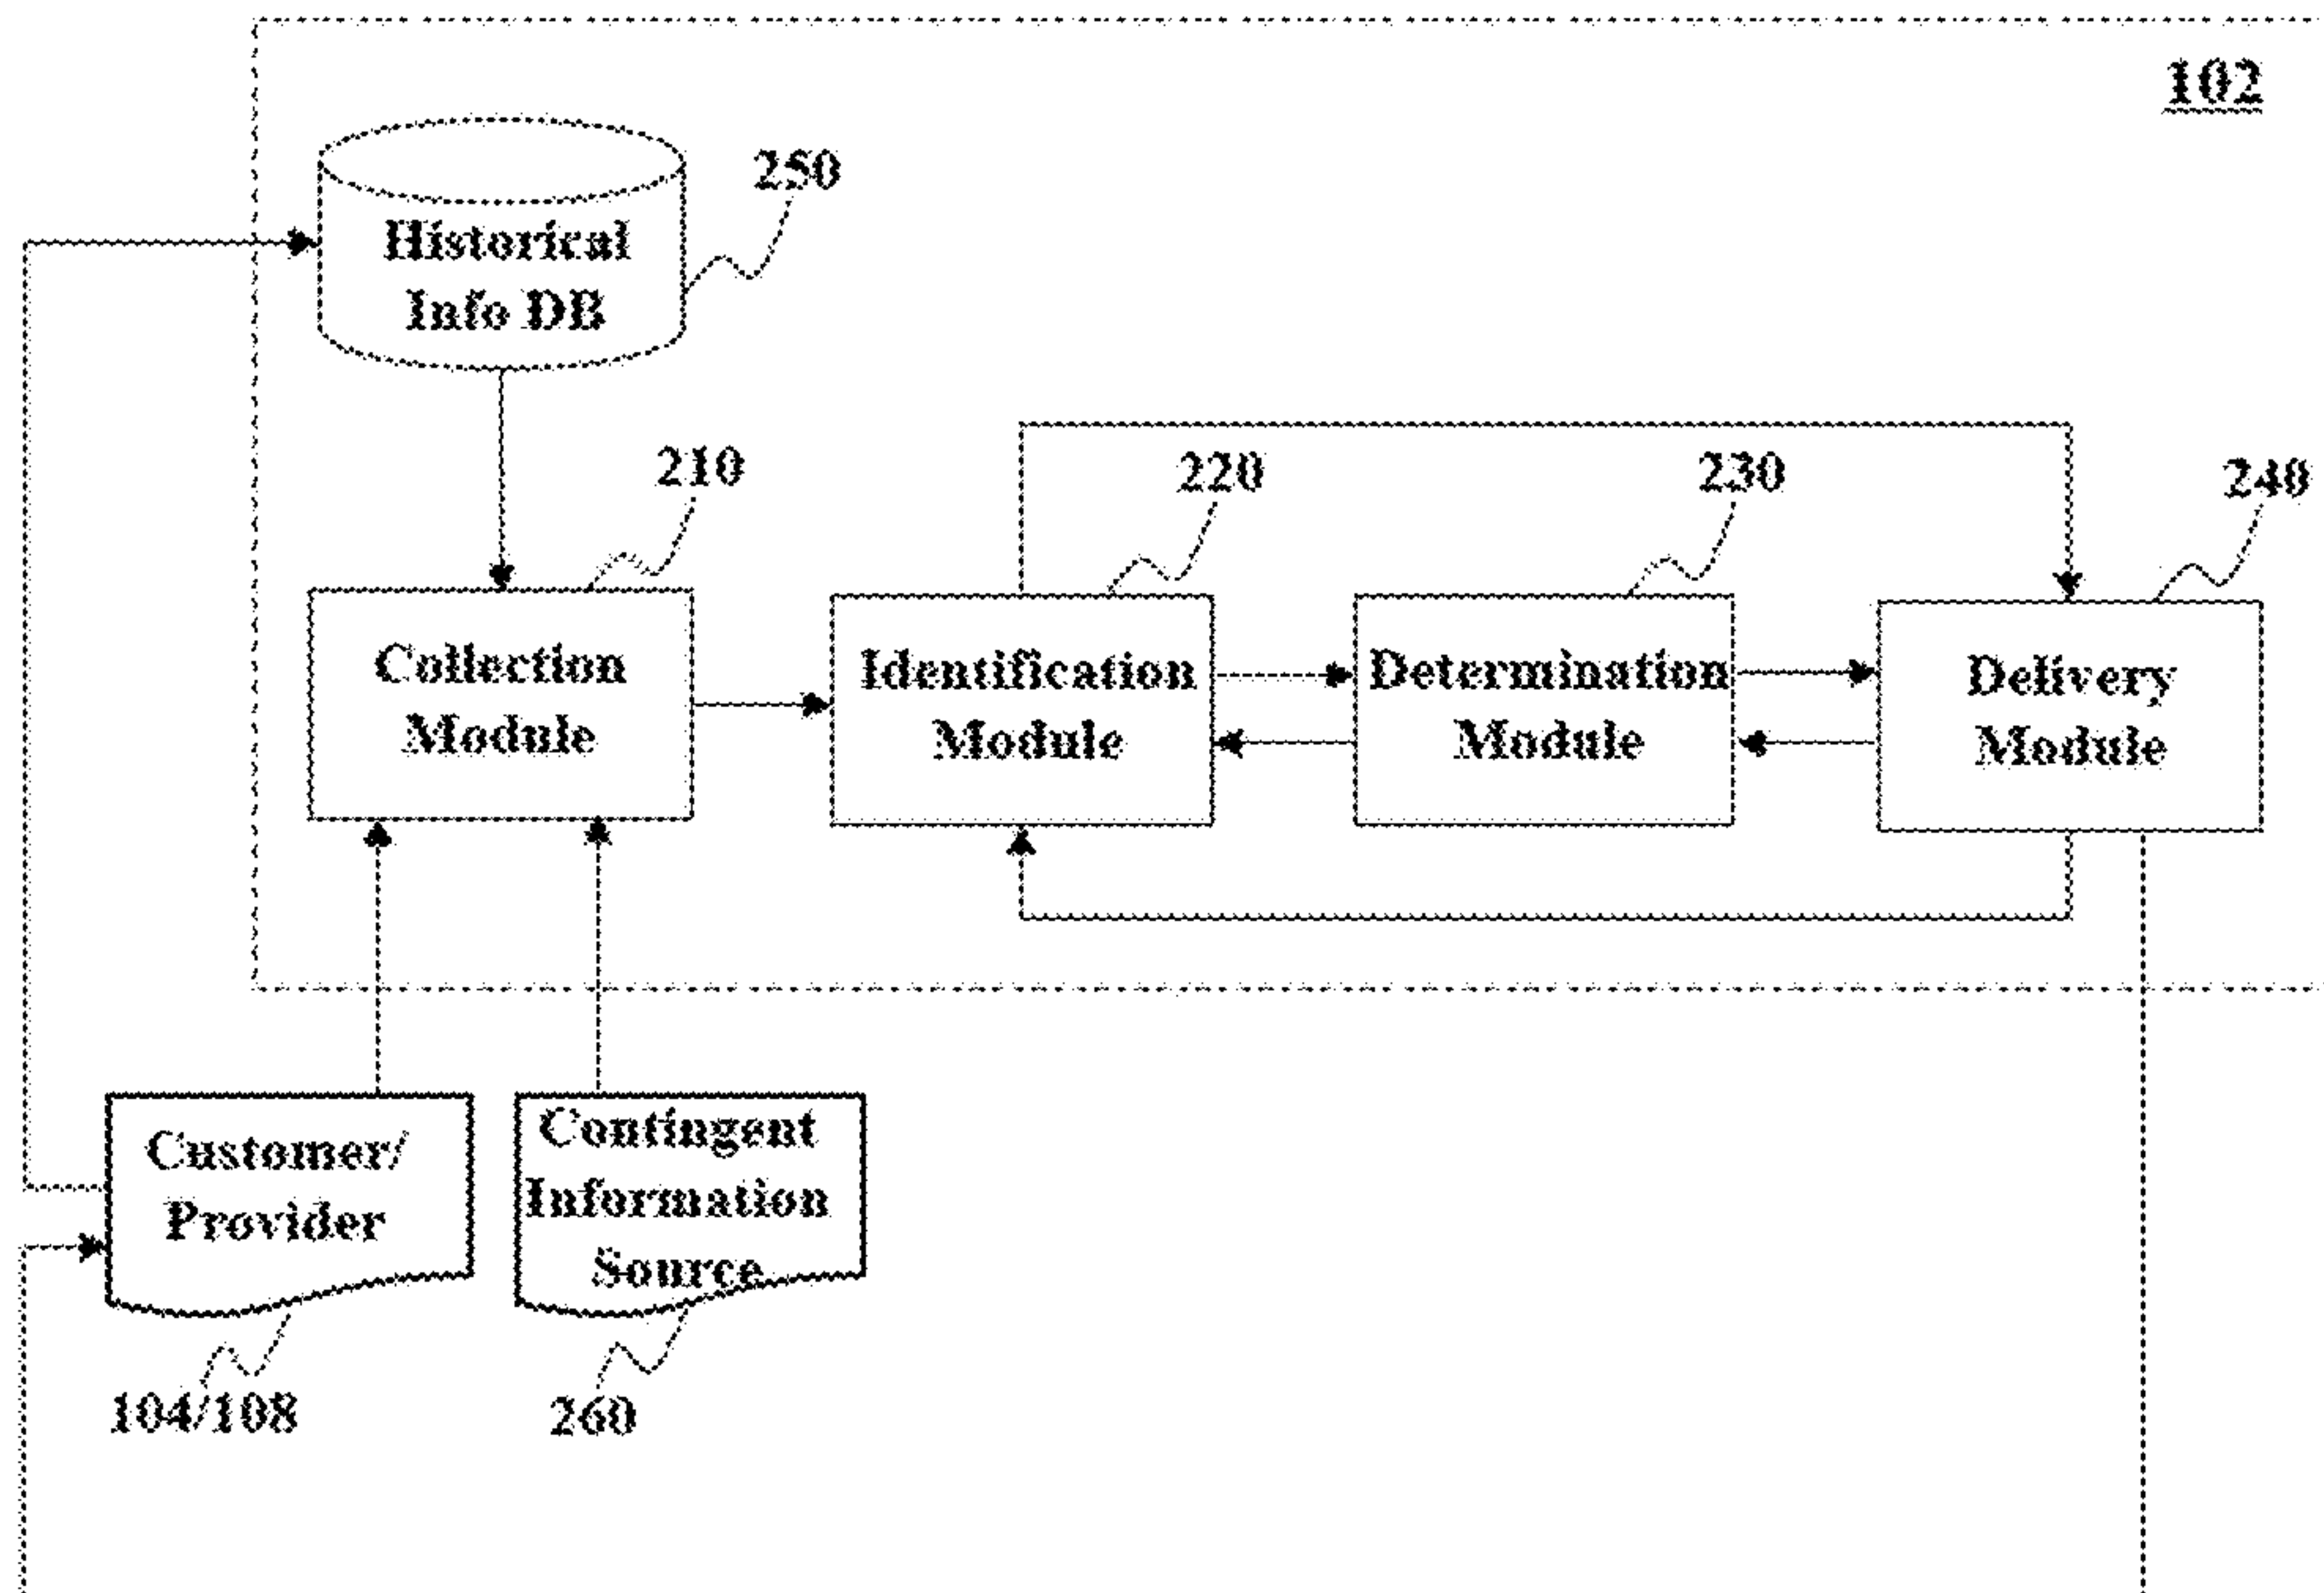 102
250
Historical
Info DB
210
220
230
240
Collection
Module
Identification
Module
Determination
Module
Delivery
Module
Customer/
Provider
Contingent
Information
Source
104/108
260